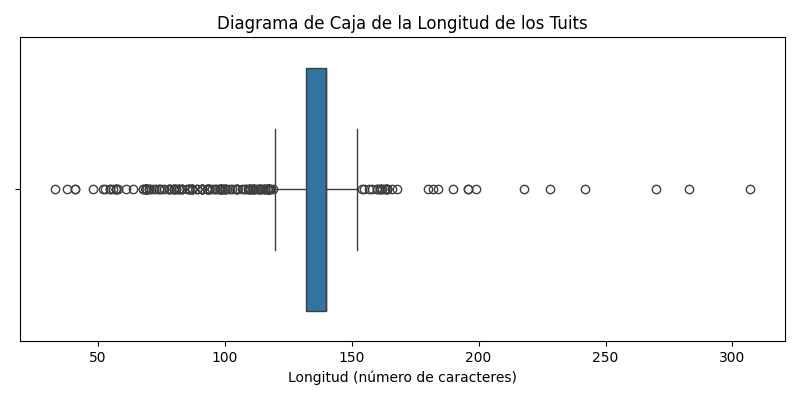 Diagrama de Caja de la Longitud de los Tuits
50 100 150 200 250 300
Longitud (número de caracteres)